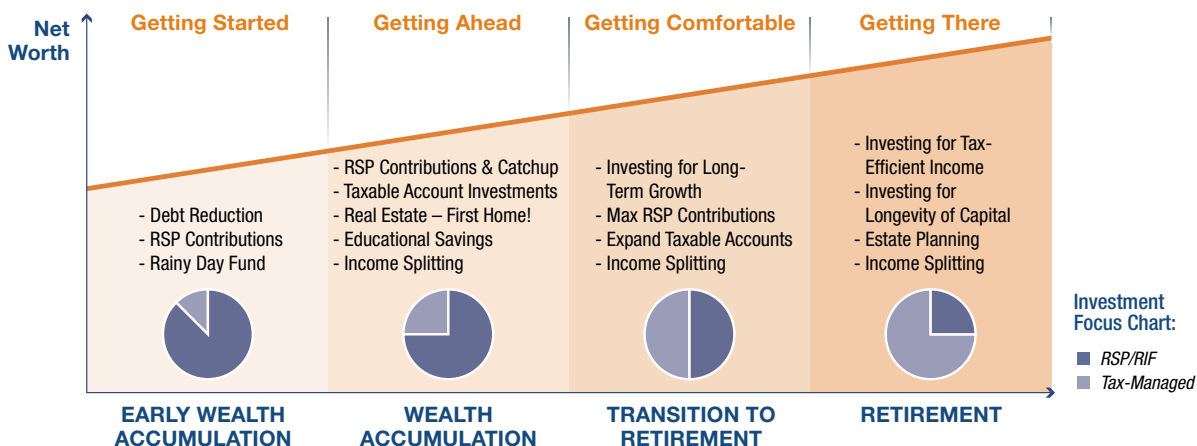 Net
Worth
Getting Started
Getting Ahead
Getting Comfortable
Getting There
- Debt Reduction
- RSP Contributions
- Rainy Day Fund
- RSP Contributions & Catchup
- Taxable Account Investments
- Real Estate – First Home!
- Educational Savings
- Income Splitting
- Investing for Long-
Term Growth
- Max RSP Contributions
- Expand Taxable Accounts
- Income Splitting
- Investing for Tax-
Efficient Income
- Investing for
Longevity of Capital
- Estate Planning
- Income Splitting
Investment
Focus Chart:
RSP/RIF
Tax-Managed
EARLY WEALTH
ACCUMULATION
WEALTH
ACCUMULATION
TRANSITION TO
RETIREMENT
RETIREMENT